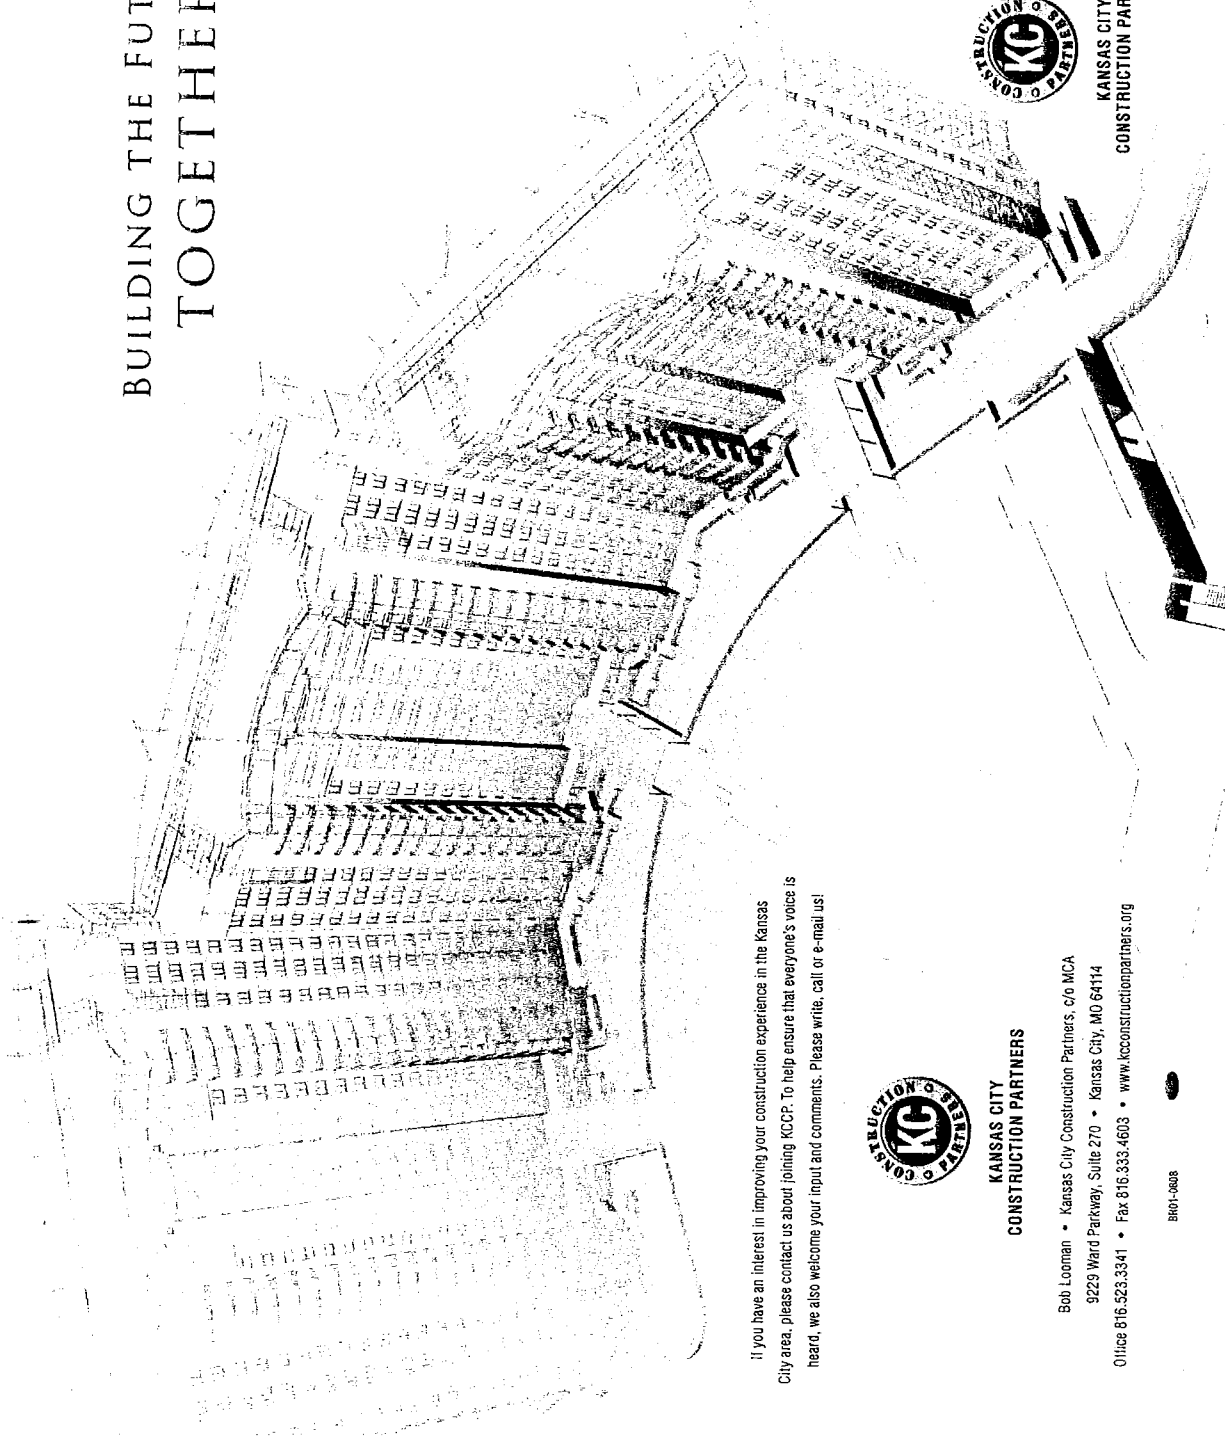 BUILDING THE FUT
TOGETHER
CONSTRUCTION
KC
PARTNERS
KANSAS CITY
CONSTRUCTION PAR
If you have an interest in improving your construction experience in the Kansas
City area, please contact us about joining KCCP. To help ensure that everyone's voice is
heard, we also welcome your input and comments. Please write, call or e-mail us!
CONSTRUCTION
KC
PARTNERS
KANSAS CITY
CONSTRUCTION PARTNERS
Bob Looman • Kansas City Construction Partners, c/o MCA
9229 Ward Parkway, Suite 270 • Kansas City, MO 64114
Office 816.523.3341 • Fax 816.333.4603 • www.kcconstructionpartners.org
BR01-0608